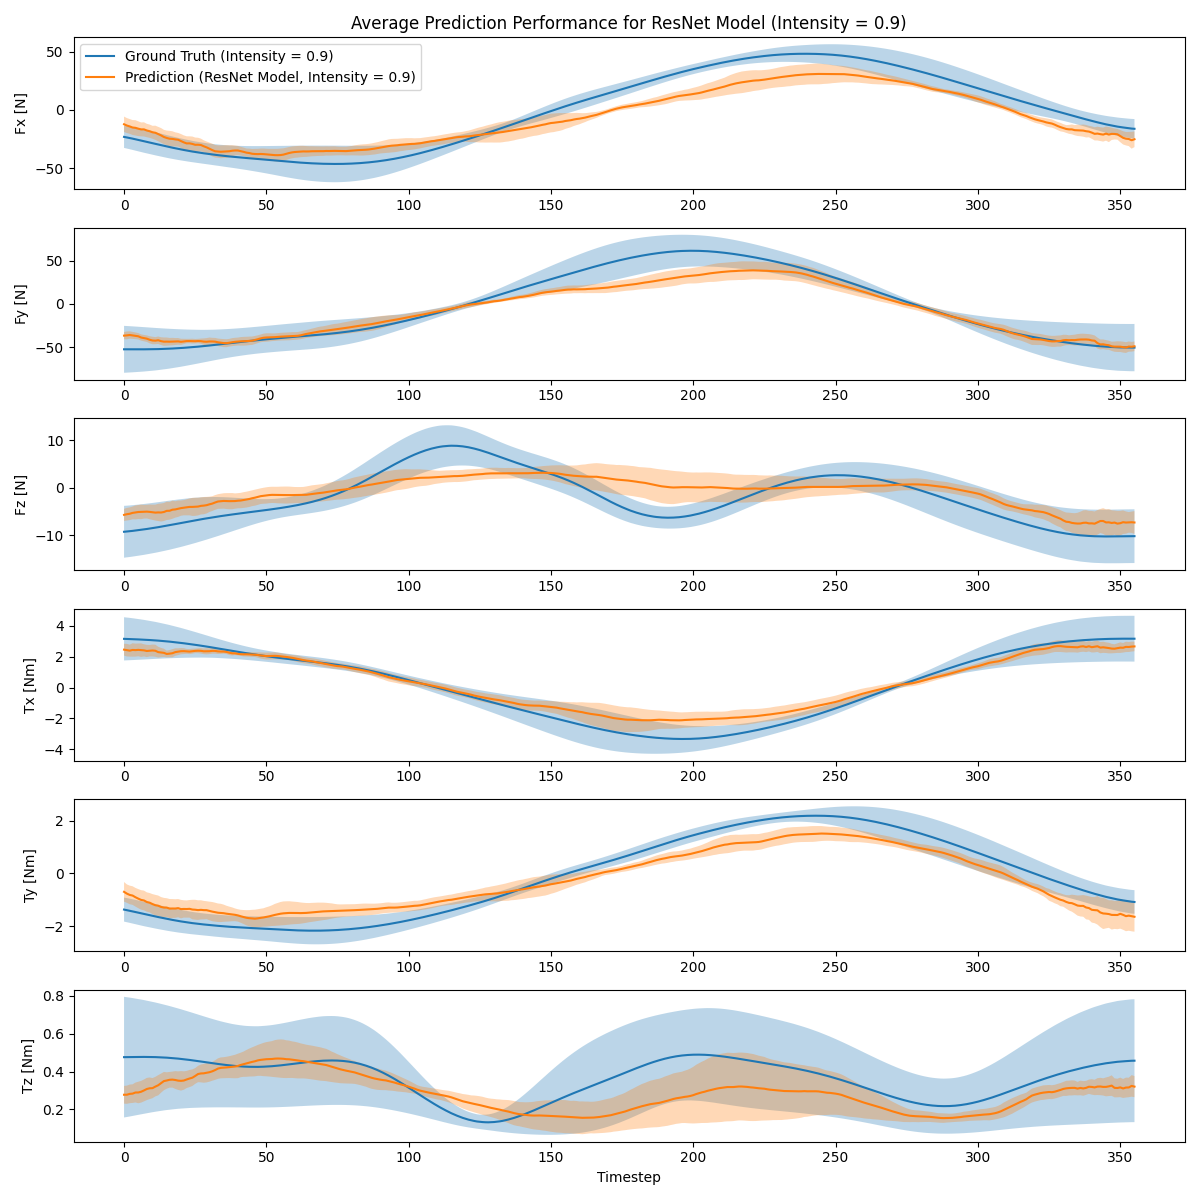 Average Prediction Performance for ResNet Model (Intensity = 0.9)
Ground Truth (Intensity = 0.9)
Prediction (ResNet Model, Intensity = 0.9)
Fx [N]
50
0
−50
0 50 100 150 200 250 300 350
Fy [N]
50
0
−50
0 50 100 150 200 250 300 350
Fz [N]
10
0
−10
0 50 100 150 200 250 300 350
Tx [Nm]
4
2
0
−2
−4
0 50 100 150 200 250 300 350
Ty [Nm]
2
0
−2
0 50 100 150 200 250 300 350
Tz [Nm]
0.8
0.6
0.4
0.2
0 50 100 150 200 250 300 350
Timestep